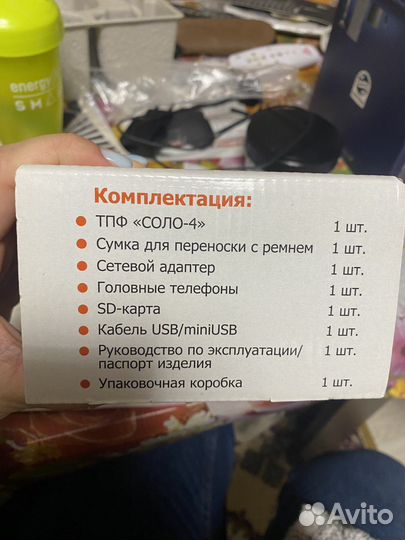 energy
SM
Комплектация:
ТПФ «СОЛО-4» 1 шт.
Сумка для переноски с ремнем 1 шт.
Сетевой адаптер 1 шт.
Головные телефоны 1 шт.
SD-карта 1 шт.
Кабель USB/miniUSB 1 шт.
Руководство по эксплуатации/ 1 шт.
паспорт изделия
Упаковочная коробка 1 шт.
Avito